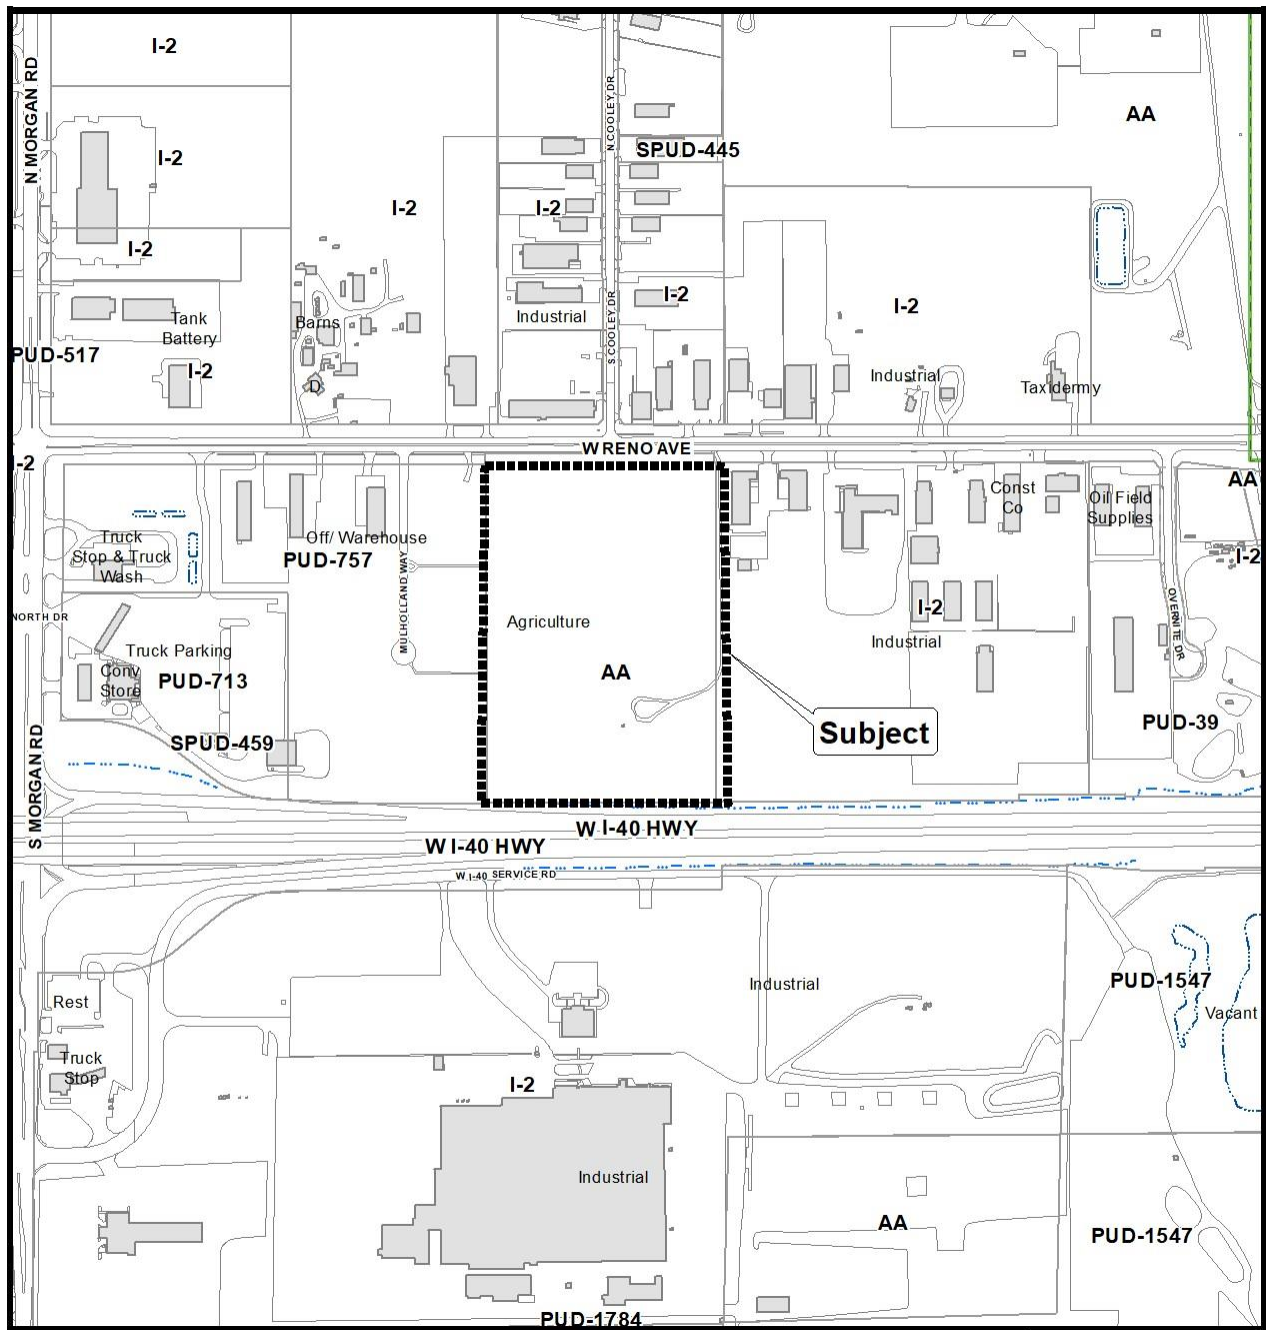 I-2
N MORGAN RD
N COOLEY DR
AA
SPUD-445
I-2
I-2
I-2
I-2
I-2
I-2
Industrial
Tank
Battery
Barns
S COOLEY DR
PUD-517
I-2
D
Industrial
Taxidermy
W RENO AVE
I-2
AA
Const
Co
Oil Field
Supplies
Truck
Stop & Truck
Wash
Off/ Warehouse
PUD-757
I-2
MULHOLLAND WAY
NORTH DR
Agriculture
I-2
Industrial
OVERNITE DR
Truck Parking
Conv
Store
PUD-713
AA
Subject
PUD-39
SPUD-459
S MORGAN RD
W I-40 HWY
W I-40 HWY
W I-40 SERVICE RD
Industrial
PUD-1547
Rest
Vacant
Truck
Stop
I-2
Industrial
AA
PUD-1547
PUD-1784